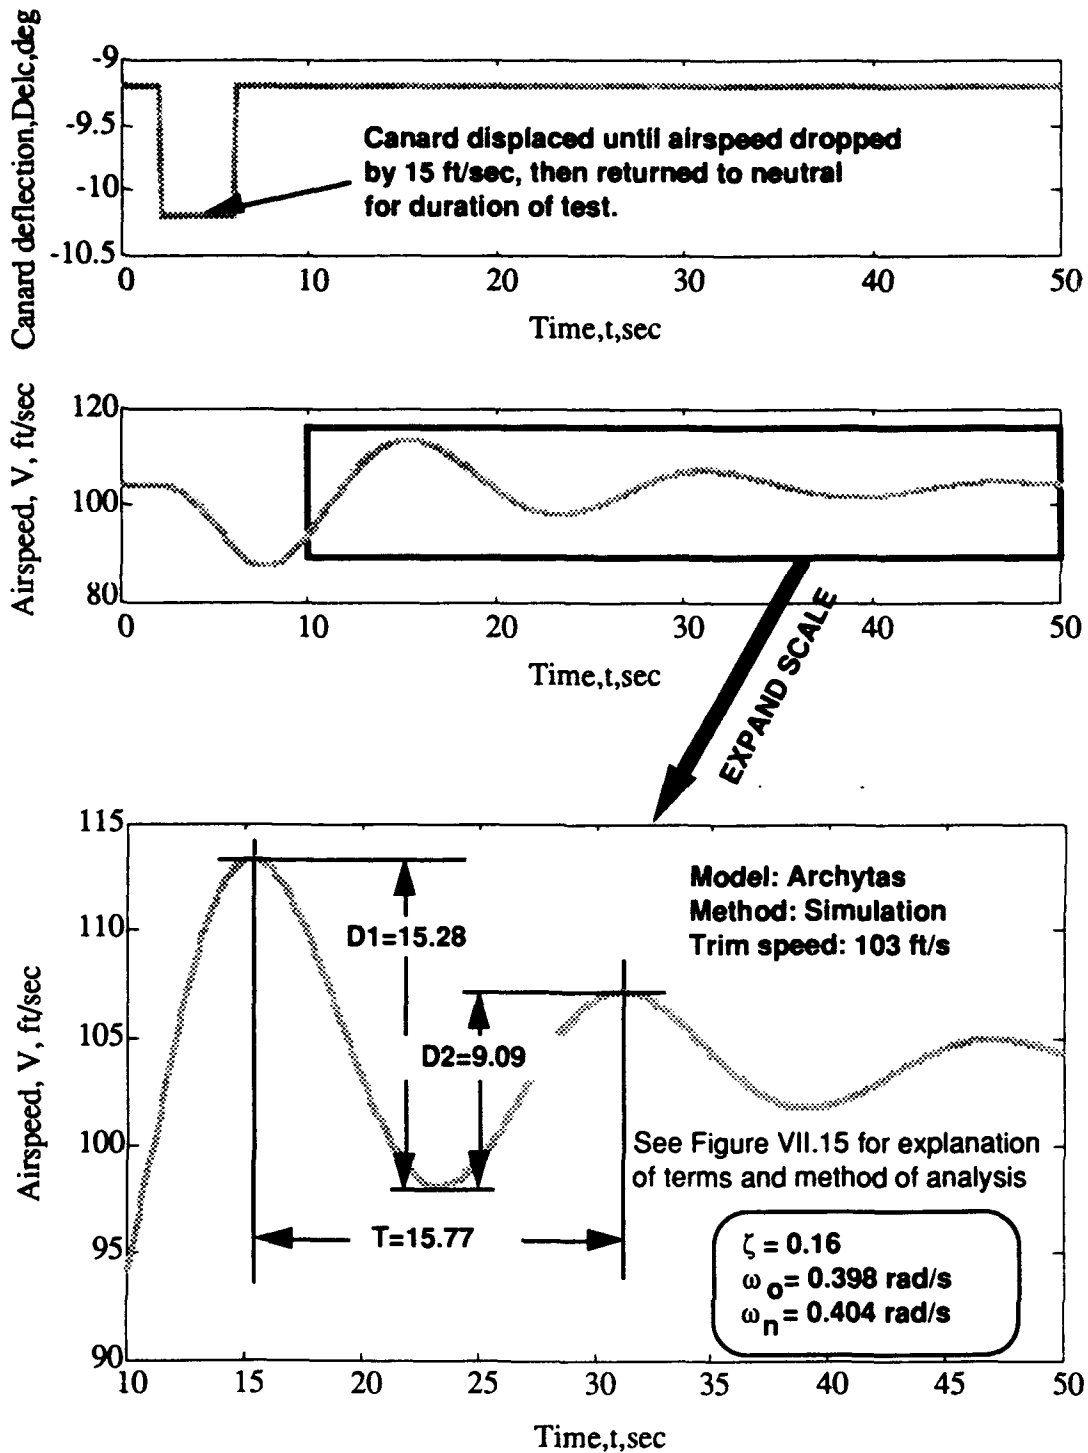 Canard deflection,Delc,deg
-9
-9.5
-10
-10.5
Canard displaced until airspeed dropped
by 15 ft/sec, then returned to neutral
for duration of test.
0 10 20 30 40 50
Time,t,sec
Airspeed, V, ft/sec
120
100
80
0 10 20 30 40 50
Time,t,sec
EXPAND SCALE
Airspeed, V, ft/sec
115
110
105
100
95
90
Model: Archytas
Method: Simulation
Trim speed: 103 ft/s
D1=15.28
D2=9.09
See Figure VII.15 for explanation
of terms and method of analysis
T=15.77
ζ = 0.16
ωo= 0.398 rad/s
ωn= 0.404 rad/s
10 15 20 25 30 35 40 45 50
Time,t,sec